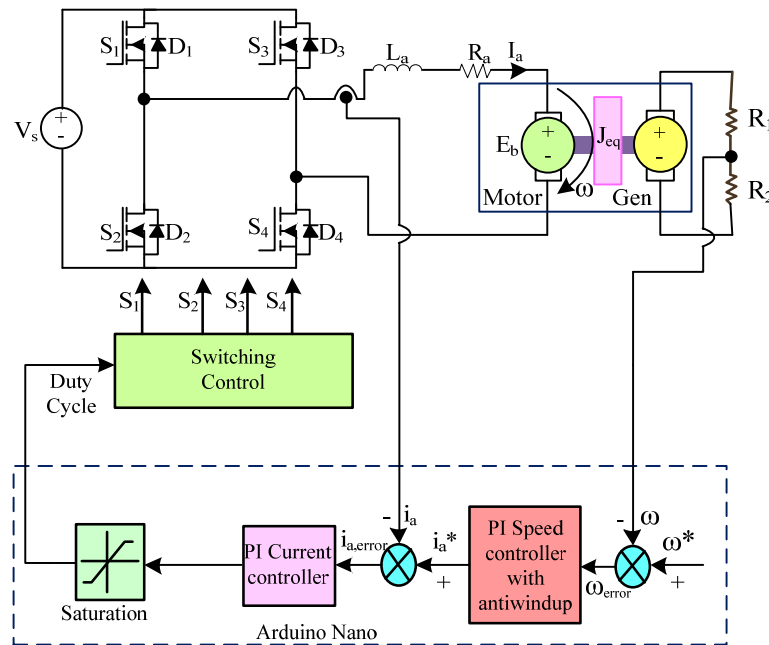 S1 D1 S3 D3
La Ra Ia
Vs + -
Eb + - Jeq + -
R1
ω
R2
Motor Gen
S2 D2 S4 D4
S1 S2 S3 S4
Switching
Control
Duty
Cycle
- ia
- ω
PI Current
controller
ia,error
ia*
+
PI Speed
controller
with
antiwindup
ωerror
ω*
+
Saturation
Arduino Nano